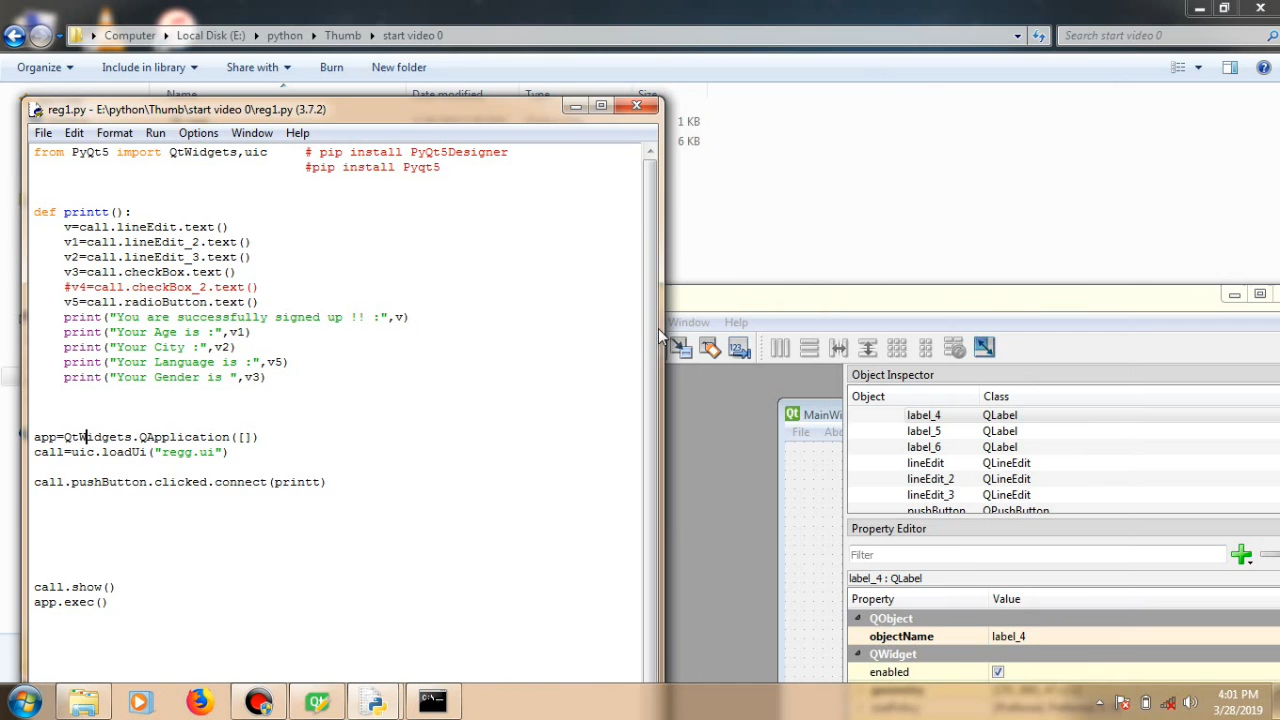 Computer Local Disk (E:) python Thumb start video 0
Search start video 0
Organize Include in library Share with Burn New folder
Name Date modified Type Size
1 KB
6 KB
reg1.py - E:\python\Thumb\start video 0\reg1.py (3.7.2)
File Edit Format Run Options Window Help
from PyQt5 import QtWidgets,uic # pip install PyQt5Designer
#pip install Pyqt5
def printt():
v=call.lineEdit.text()
v1=call.lineEdit_2.text()
v2=call.lineEdit_3.text()
v3=call.checkBox.text()
#v4=call.checkBox_2.text()
v5=call.radioButton.text()
print("You are successfully signed up !! :",v)
print("Your Age is :",v1)
print("Your City :",v2)
print("Your Language is :",v5)
print("Your Gender is ",v3)
app=QtWidgets.QApplication([])
call=uic.loadUi("regg.ui")
call.pushButton.clicked.connect(printt)
call.show()
app.exec()
Window Help
Qt MainWi
File Ab
Object Inspector
Object Class
label_4 QLabel
label_5 QLabel
label_6 QLabel
lineEdit QLineEdit
lineEdit_2 QLineEdit
lineEdit_3 QLineEdit
pushButton QPushButton
Property Editor
Filter
label_4 : QLabel
Property Value
QObject
objectName label_4
QWidget
enabled
4:01 PM
3/28/2019